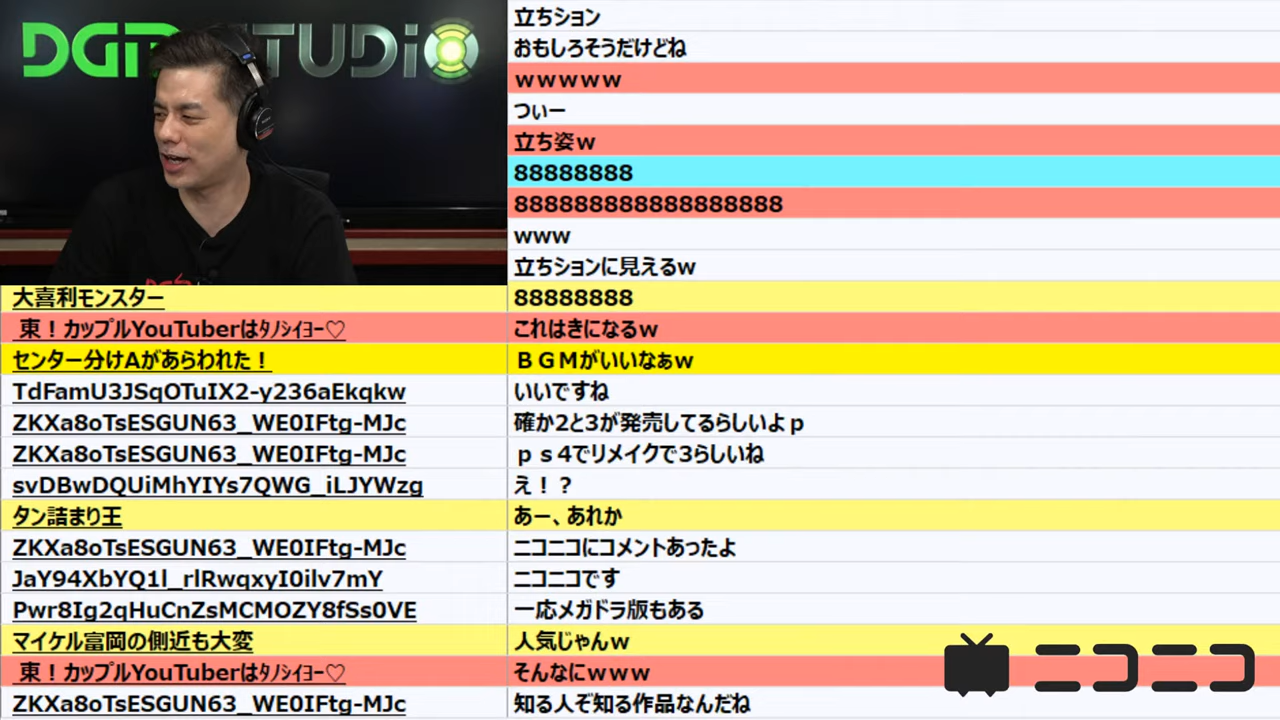 DGR STUDiO
立ちション
おもしろそうだけどね
ｗｗｗｗｗ
つぃー
立ち姿ｗ
88888888
888888888888888888
www
立ちションに見えるｗ
大喜利モンスター 88888888
東！カップルYouTuberはﾀﾉｼｲﾖｰ♡ これはきになるｗ
センター分けAがあらわれた！ ＢＧＭがいいなぁｗ
TdFamU3JSqOTuIX2-y236aEkqkw いいですね
ZKXa8oTsESGUN63_WE0IFtg-MJc 確か2と3が発売してるらしいよｐ
ZKXa8oTsESGUN63_WE0IFtg-MJc ｐｓ4でリメイクで3らしいね
svDBwDQUiMhYIYs7QWG_iLJYWzg え！？
タン詰まり王 あー、あれか
ZKXa8oTsESGUN63_WE0IFtg-MJc ニコニコにコメントあったよ
JaY94XbYQ1l_rlRwqxyI0ilv7mY ニコニコです
Pwr8Ig2qHuCnZsMCMOZY8fSs0VE 一応メガドラ版もある
マイケル富岡の側近も大変 人気じゃんｗ
東！カップルYouTuberはﾀﾉｼｲﾖｰ♡ そんなにｗｗｗ
ZKXa8oTsESGUN63_WE0IFtg-MJc 知る人ぞ知る作品なんだね
ニコニコ